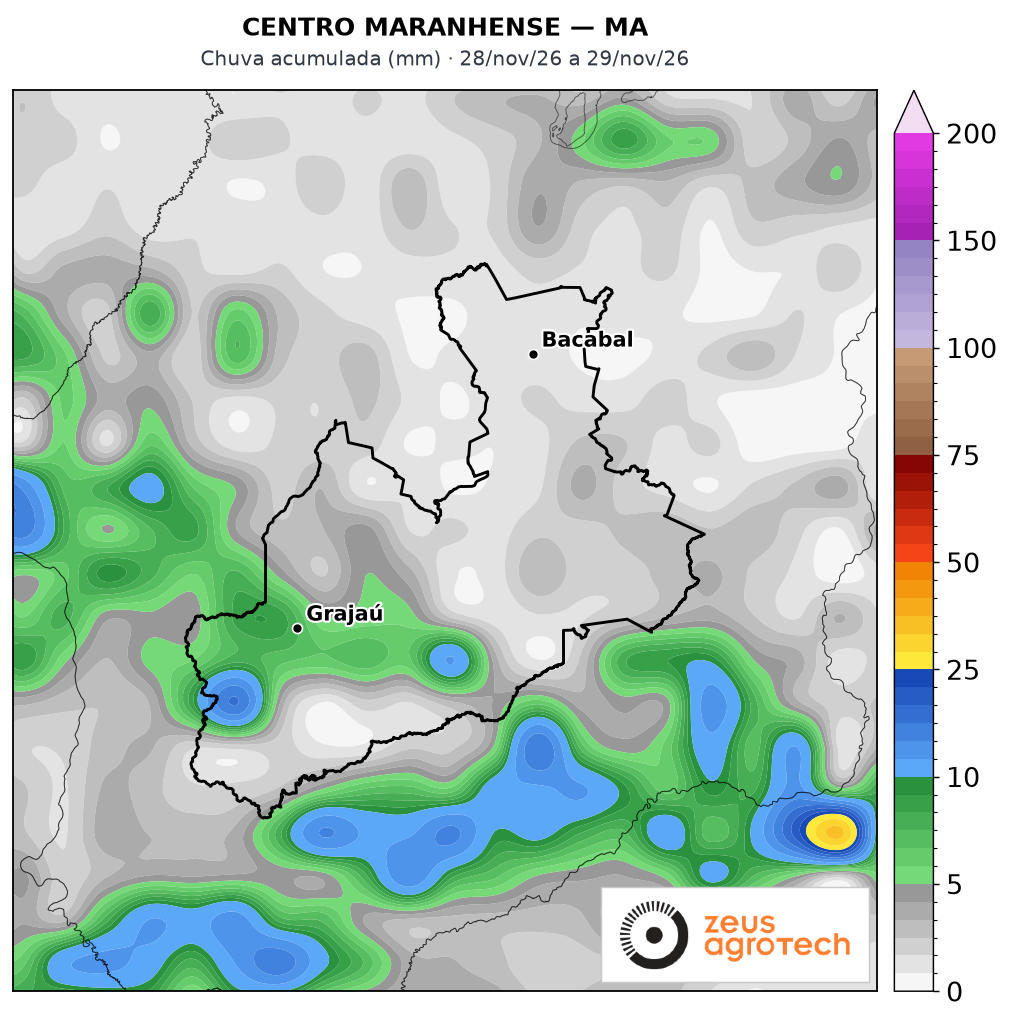 CENTRO MARANHENSE — MA
Chuva acumulada (mm) · 28/nov/26 a 29/nov/26
200
150
100
75
50
25
10
5
0
Bacabal
Grajaú
zeus
agrotech